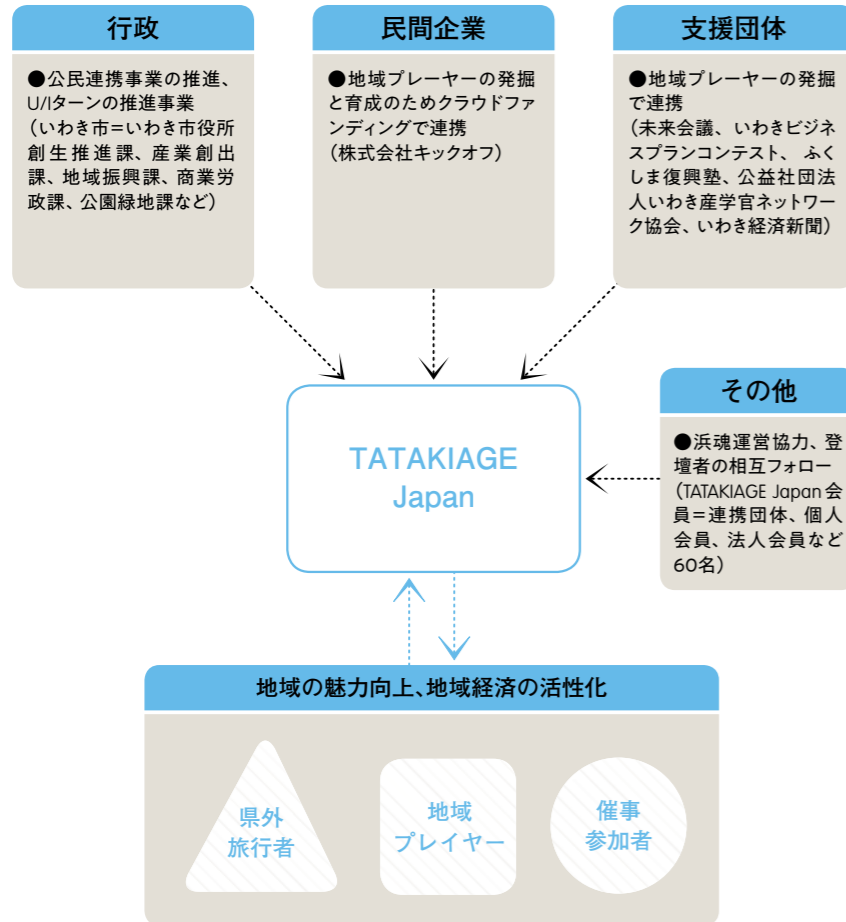 行政
●公民連携事業の推進、
U/Iターンの推進事業
（いわき市＝いわき市役所
創生推進課、産業創出
課、地域振興課、商業労
政課、公園緑地課など）
民間企業
●地域プレーヤーの発掘
と育成のためクラウドファ
ンディングで連携
（株式会社キックオフ）
支援団体
●地域プレーヤーの発掘
で連携
（未来会議、いわきビジネ
スプランコンテスト、ふく
しま復興塾、公益社団法
人いわき産学官ネットワー
ク協会、いわき経済新聞）
TATAKIAGE
Japan
その他
●浜魂運営協力、登
壇者の相互フォロー
（TATAKIAGE Japan会
員＝連携団体、個人
会員、法人会員など
60名）
地域の魅力向上、地域経済の活性化
県外
旅行者
地域
プレイヤー
催事
参加者